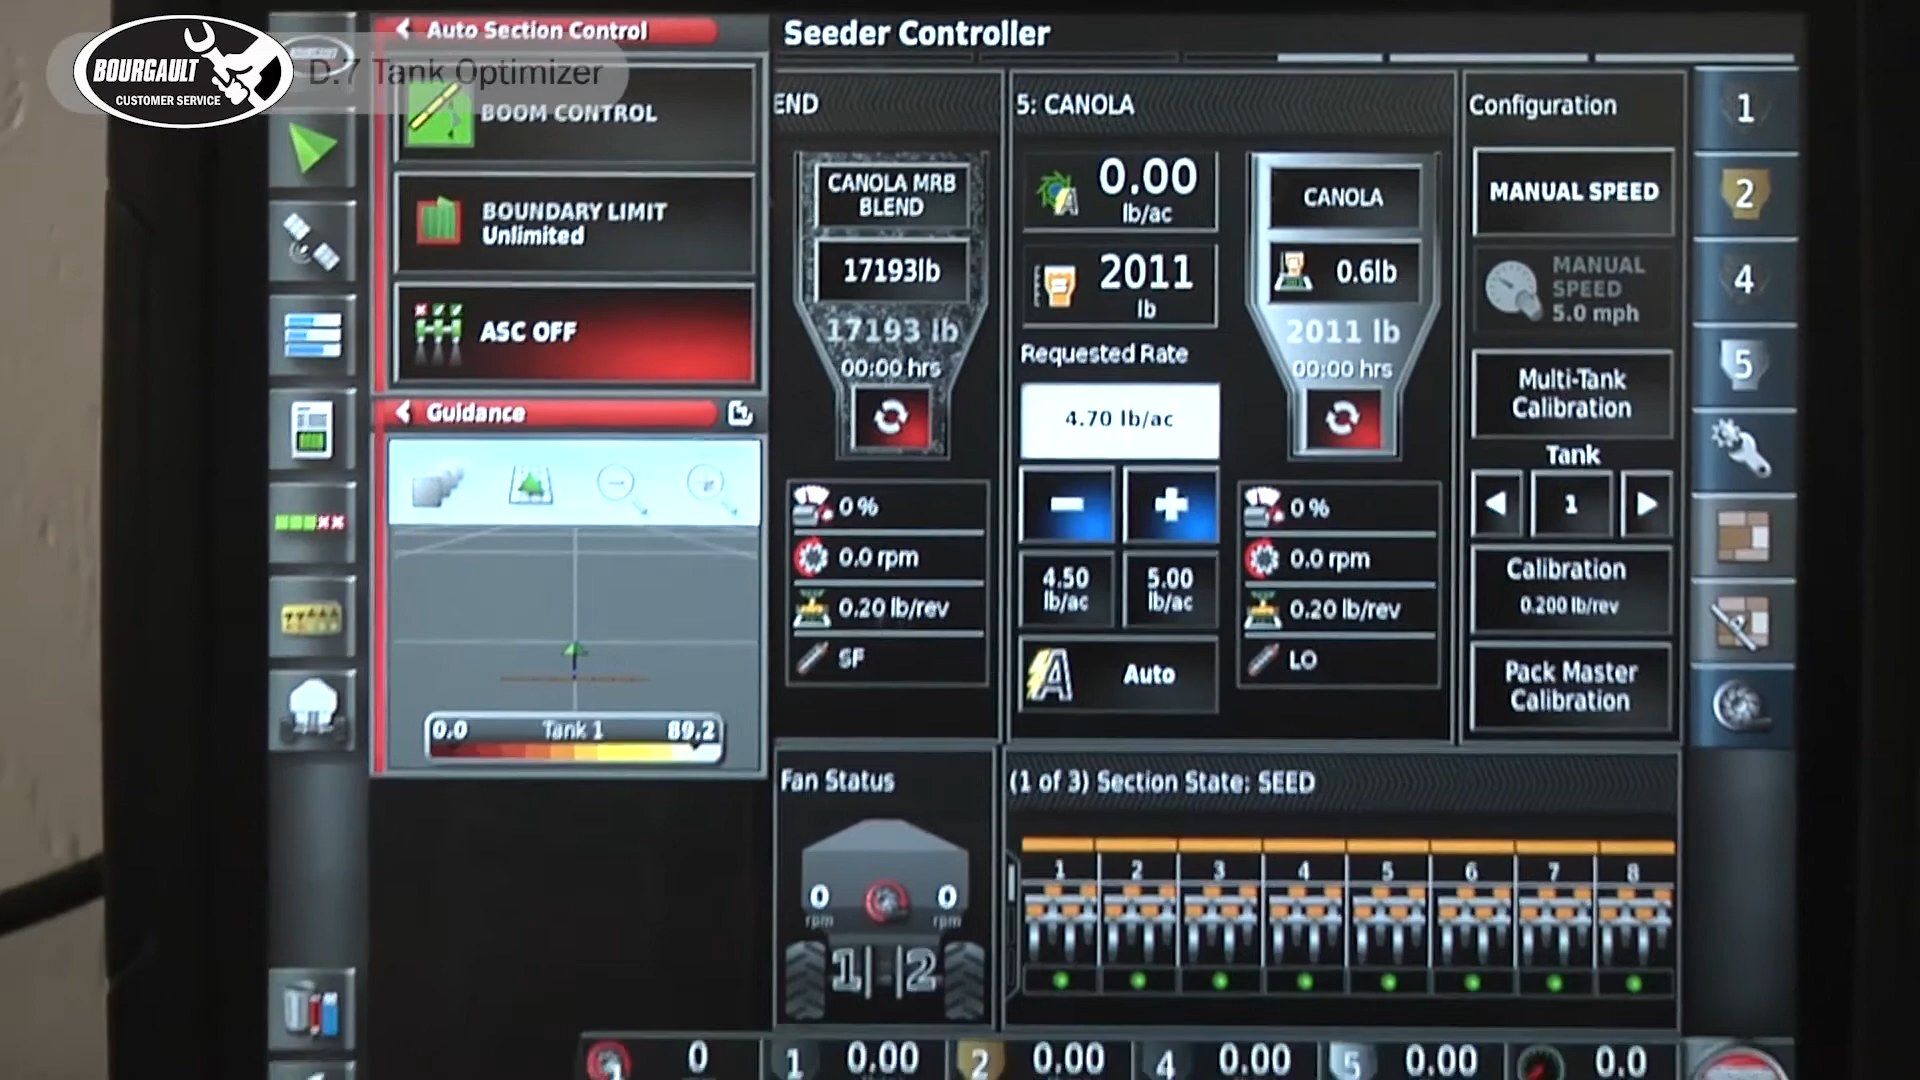 BOURGAULT
CUSTOMER SERVICE
D.7 Tank Optimizer
Auto Section Control
BOOM CONTROL
BOUNDARY LIMIT
Unlimited
ASC OFF
Guidance
0.0 Tank 1 89.2
Seeder Controller
END
CANOLA MRB
BLEND
17193lb
17193 lb
00:00 hrs
0 %
0.0 rpm
0.20 lb/rev
SF
5: CANOLA
0.00
lb/ac
2011
lb
Requested Rate
4.70 lb/ac
4.50
lb/ac
5.00
lb/ac
Auto
CANOLA
0.6lb
2011 lb
00:00 hrs
0 %
0.0 rpm
0.20 lb/rev
LO
Configuration
MANUAL SPEED
MANUAL
SPEED
5.0 mph
Multi-Tank
Calibration
Tank
1
Calibration
0.200 lb/rev
Pack Master
Calibration
1
2
4
5
Fan Status
0 0
rpm rpm
1 2
(1 of 3) Section State: SEED
1 2 3 4 5 6 7 8
0 1 0.00 2 0.00 4 0.00 5 0.00 0.0